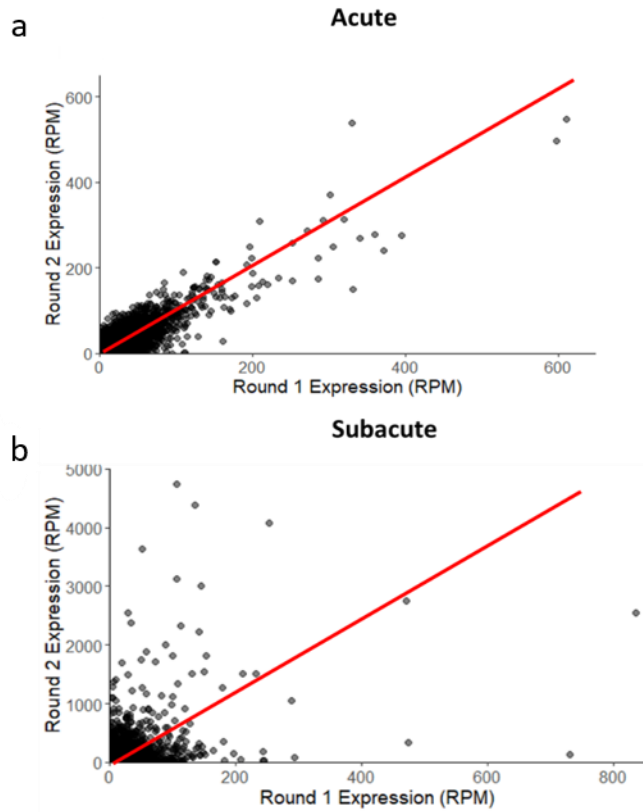 a
Acute
Round 2 Expression (RPM)
600
400
200
0
0
200
400
600
Round 1 Expression (RPM)
b
Subacute
Round 2 Expression (RPM)
5000
4000
3000
2000
1000
0
0
200
400
600
800
Round 1 Expression (RPM)